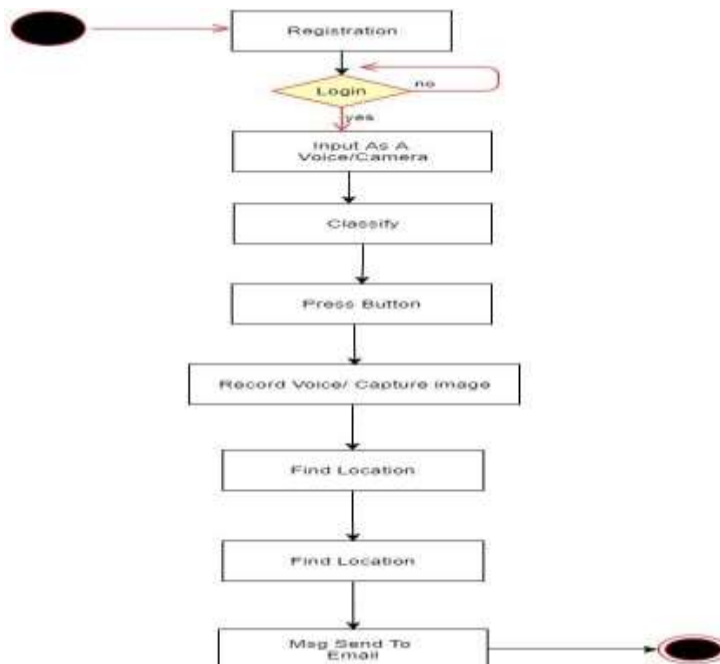 Registration
Login
no
yes
Input As A
Voice/Camera
Classify
Press Button
Record Voice/ Capture image
Find Location
Find Location
Msg Send To
Email